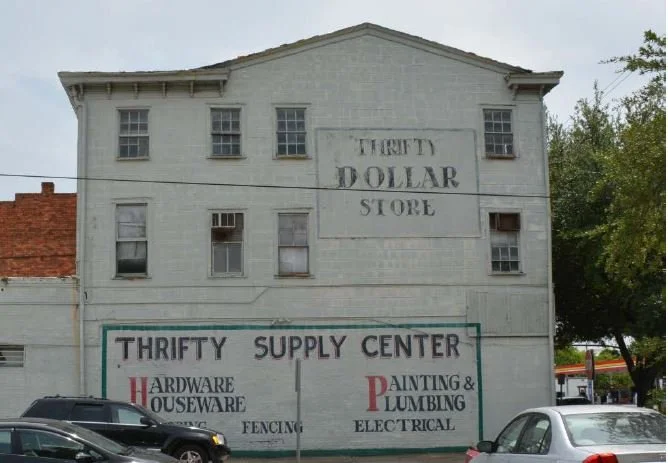 THRIFTY
DOLLAR
STORE
THRIFTY SUPPLY CENTER
HARDWARE
HOUSEWARE
PAINTING &
PLUMBING
FENCING
ELECTRICAL